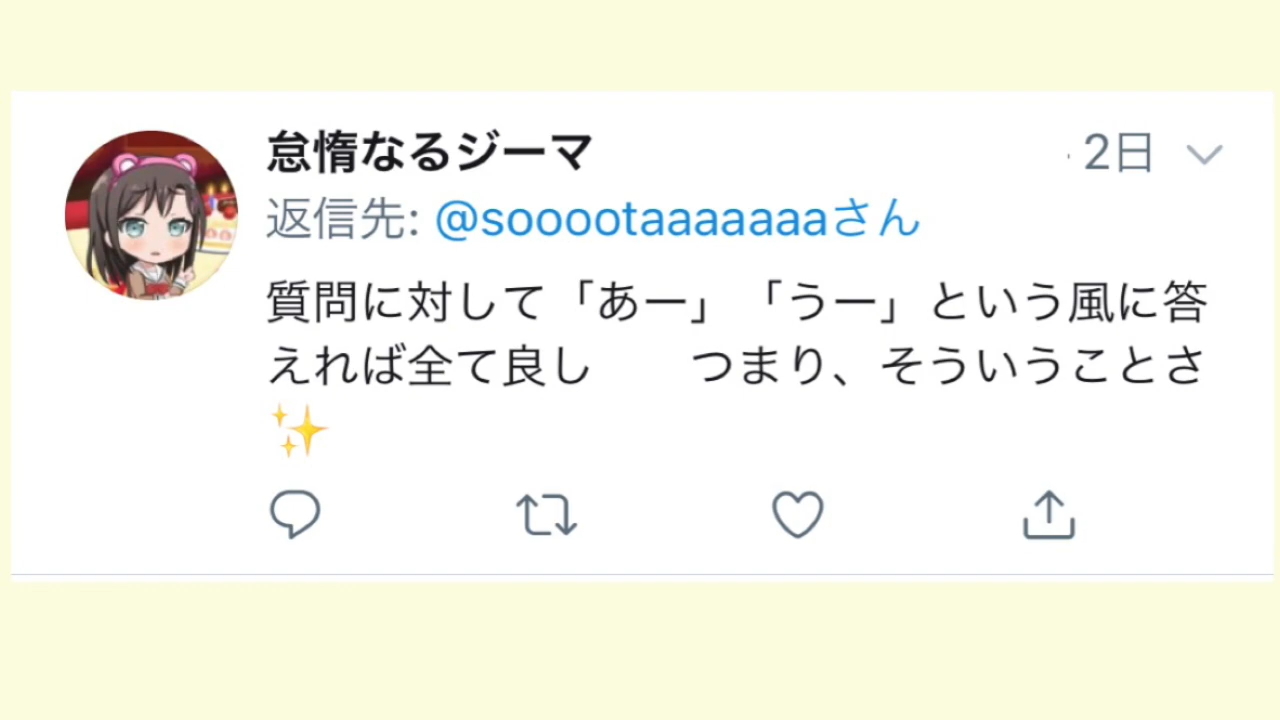 怠惰なるジーマ
· 2日
返信先: @sooootaaaaaaaさん
質問に対して「あー」「うー」という風に答
えれば全て良し　　つまり、そういうことさ
✨